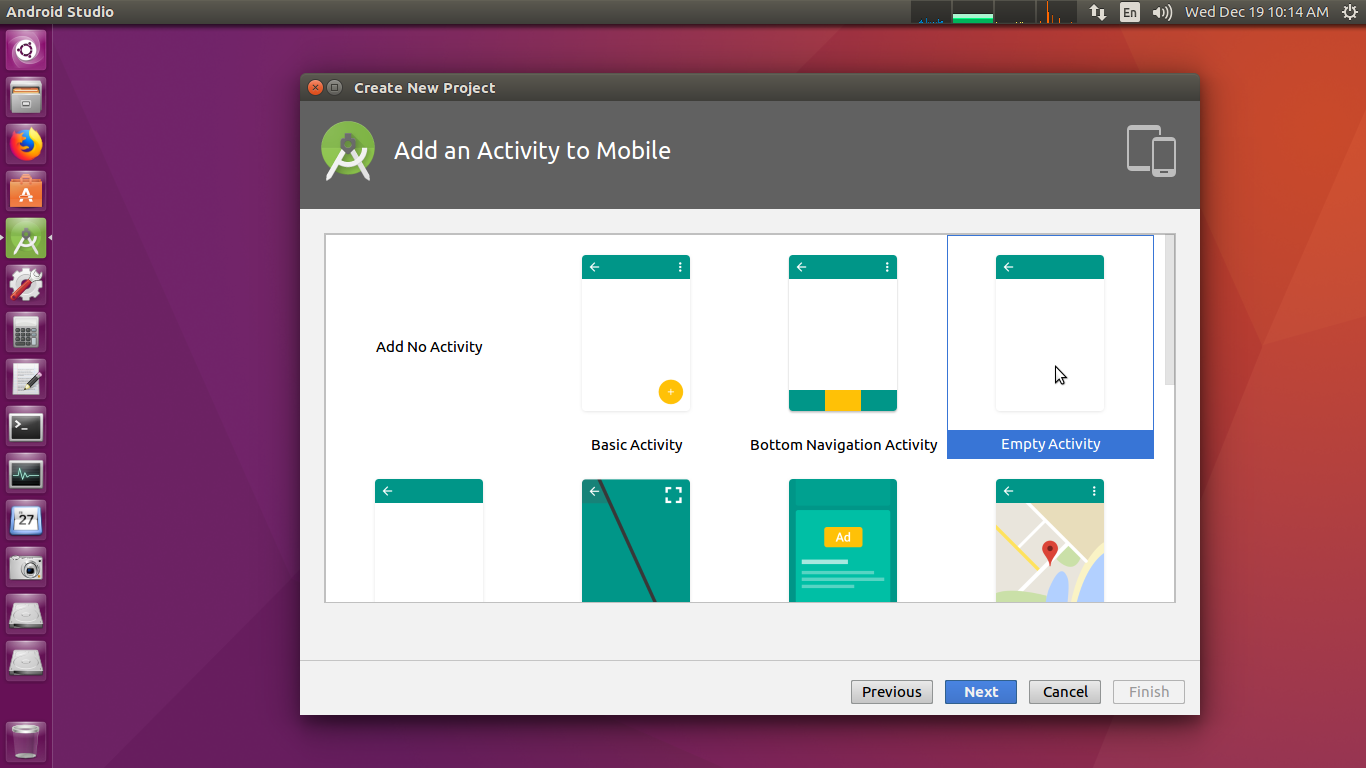 Android Studio
En
Wed Dec 19 10:14 AM
Create New Project
Add an Activity to Mobile
Add No Activity
Basic Activity
Bottom Navigation Activity
Empty Activity
Ad
27
Previous
Next
Cancel
Finish